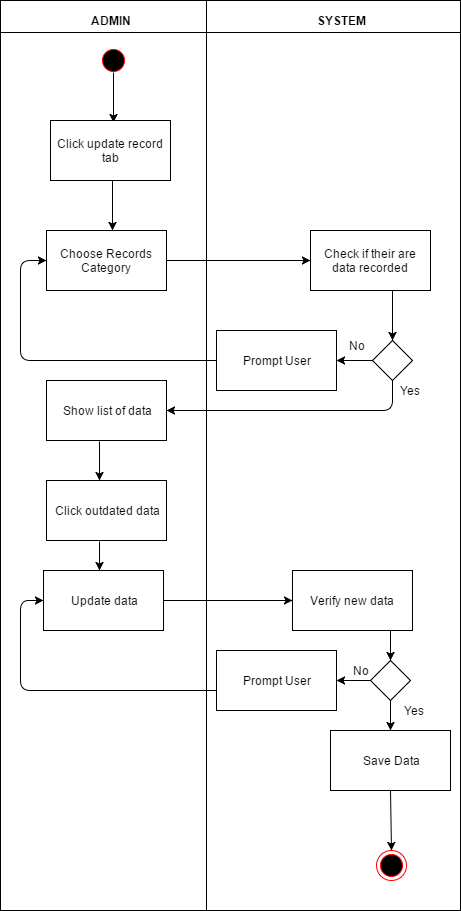 ADMIN
SYSTEM
Click update record
tab
Choose Records
Category
Check if their are
data recorded
No
Prompt User
Yes
Show list of data
Click outdated data
Update data
Verify new data
No
Prompt User
Yes
Save Data